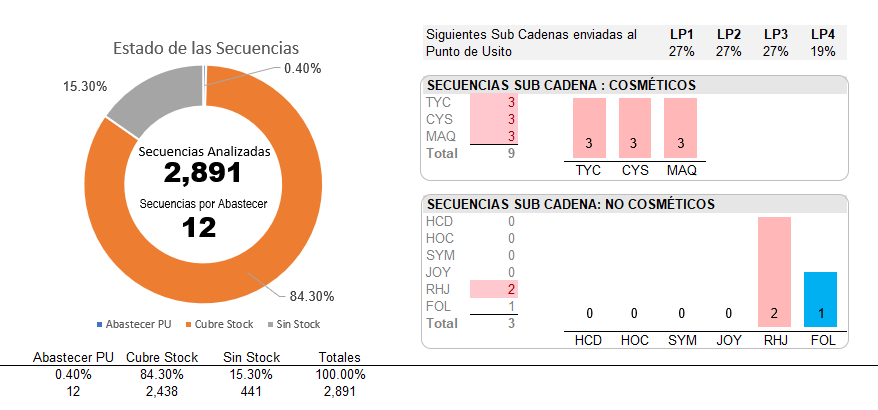 Estado de las Secuencias
0.40%
15.30%
Secuencias Analizadas
2,891
Secuencias por Abastecer
12
84.30%
Abastecer PU Cubre Stock Sin Stock
Abastecer PU Cubre Stock Sin Stock Totales
0.40% 84.30% 15.30% 100.00%
12 2,438 441 2,891
Siguientes Sub Cadenas enviadas al LP1 LP2 LP3 LP4
Punto de Usito 27% 27% 27% 19%
SECUENCIAS SUB CADENA : COSMÉTICOS
TYC 3
CYS 3
MAQ 3
Total 9
3 3 3
TYC CYS MAQ
SECUENCIAS SUB CADENA: NO COSMÉTICOS
HCD 0
HOC 0
SYM 0
JOY 0
RHJ 2
FOL 1
Total 3
0 0 0 0 2 1
HCD HOC SYM JOY RHJ FOL